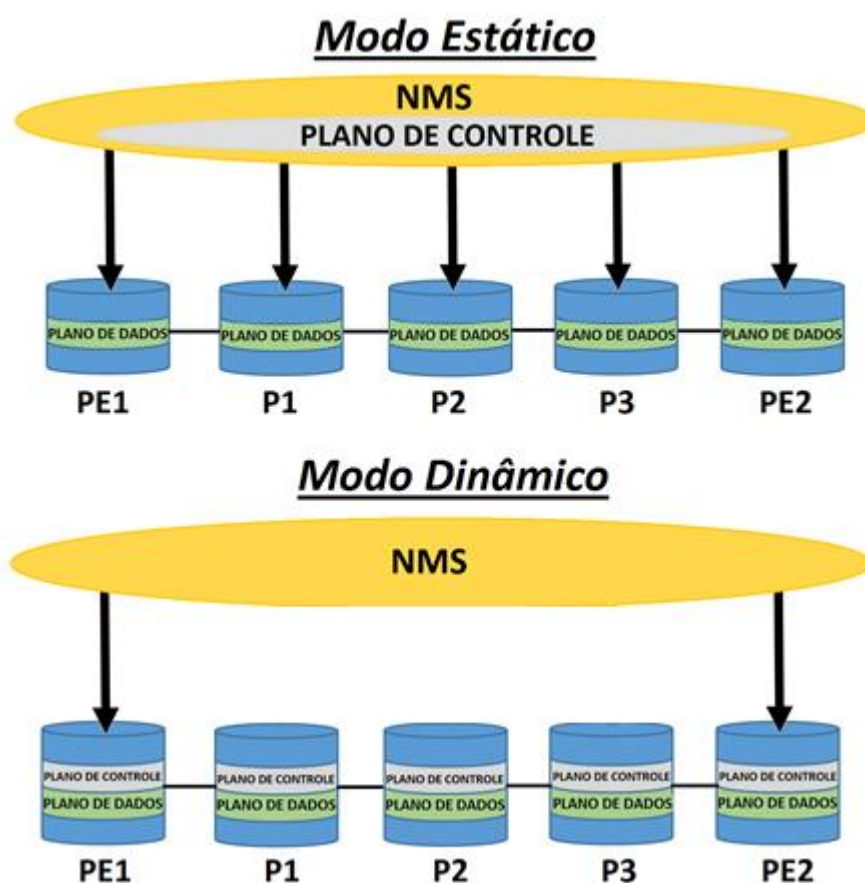 Modo Estático
NMS
PLANO DE CONTROLE
PLANO DE DADOS PLANO DE DADOS PLANO DE DADOS PLANO DE DADOS PLANO DE DADOS
PE1 P1 P2 P3 PE2
Modo Dinâmico
NMS
PLANO DE CONTROLE PLANO DE CONTROLE PLANO DE CONTROLE PLANO DE CONTROLE PLANO DE CONTROLE
PLANO DE DADOS PLANO DE DADOS PLANO DE DADOS PLANO DE DADOS PLANO DE DADOS
PE1 P1 P2 P3 PE2